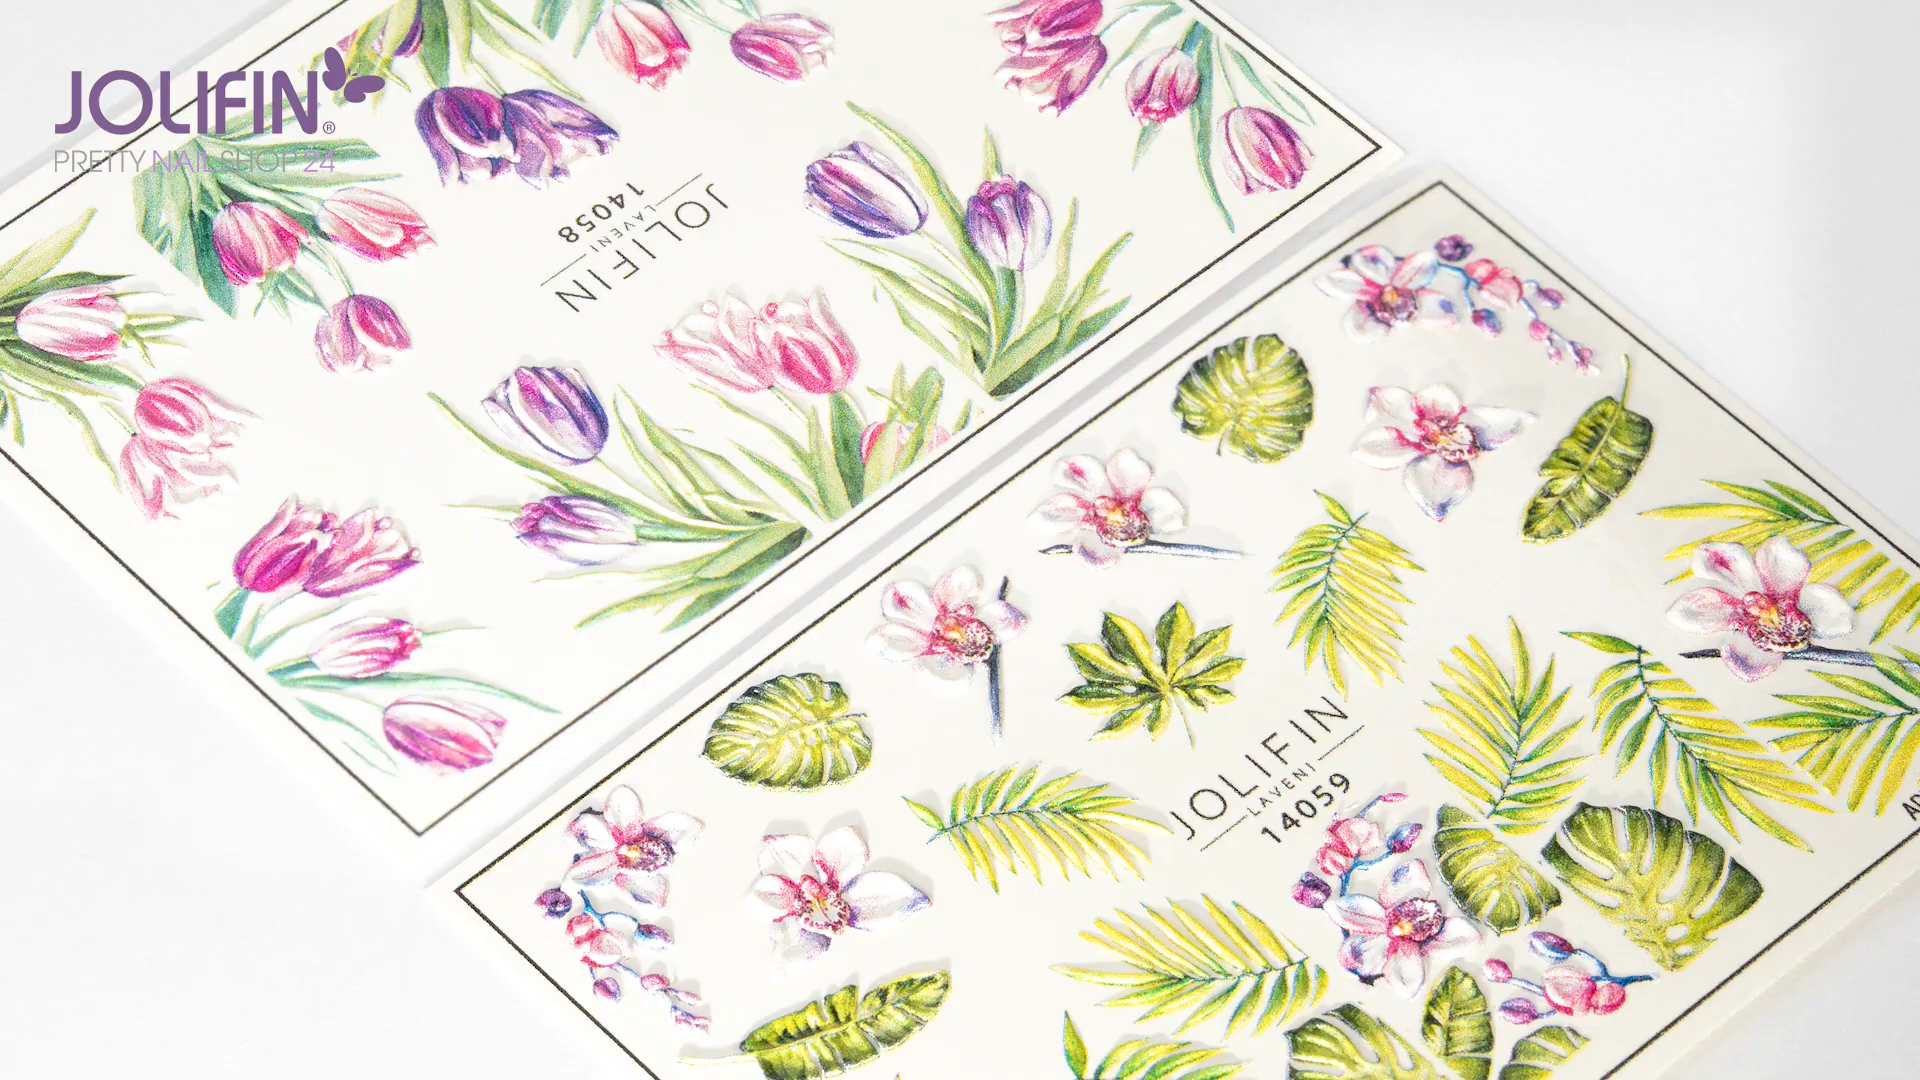 JOLIFIN®
PRETTY NAIL SHOP 24
JOLIFIN
LAVENI
14058
JOLIFIN
LAVENI
14059